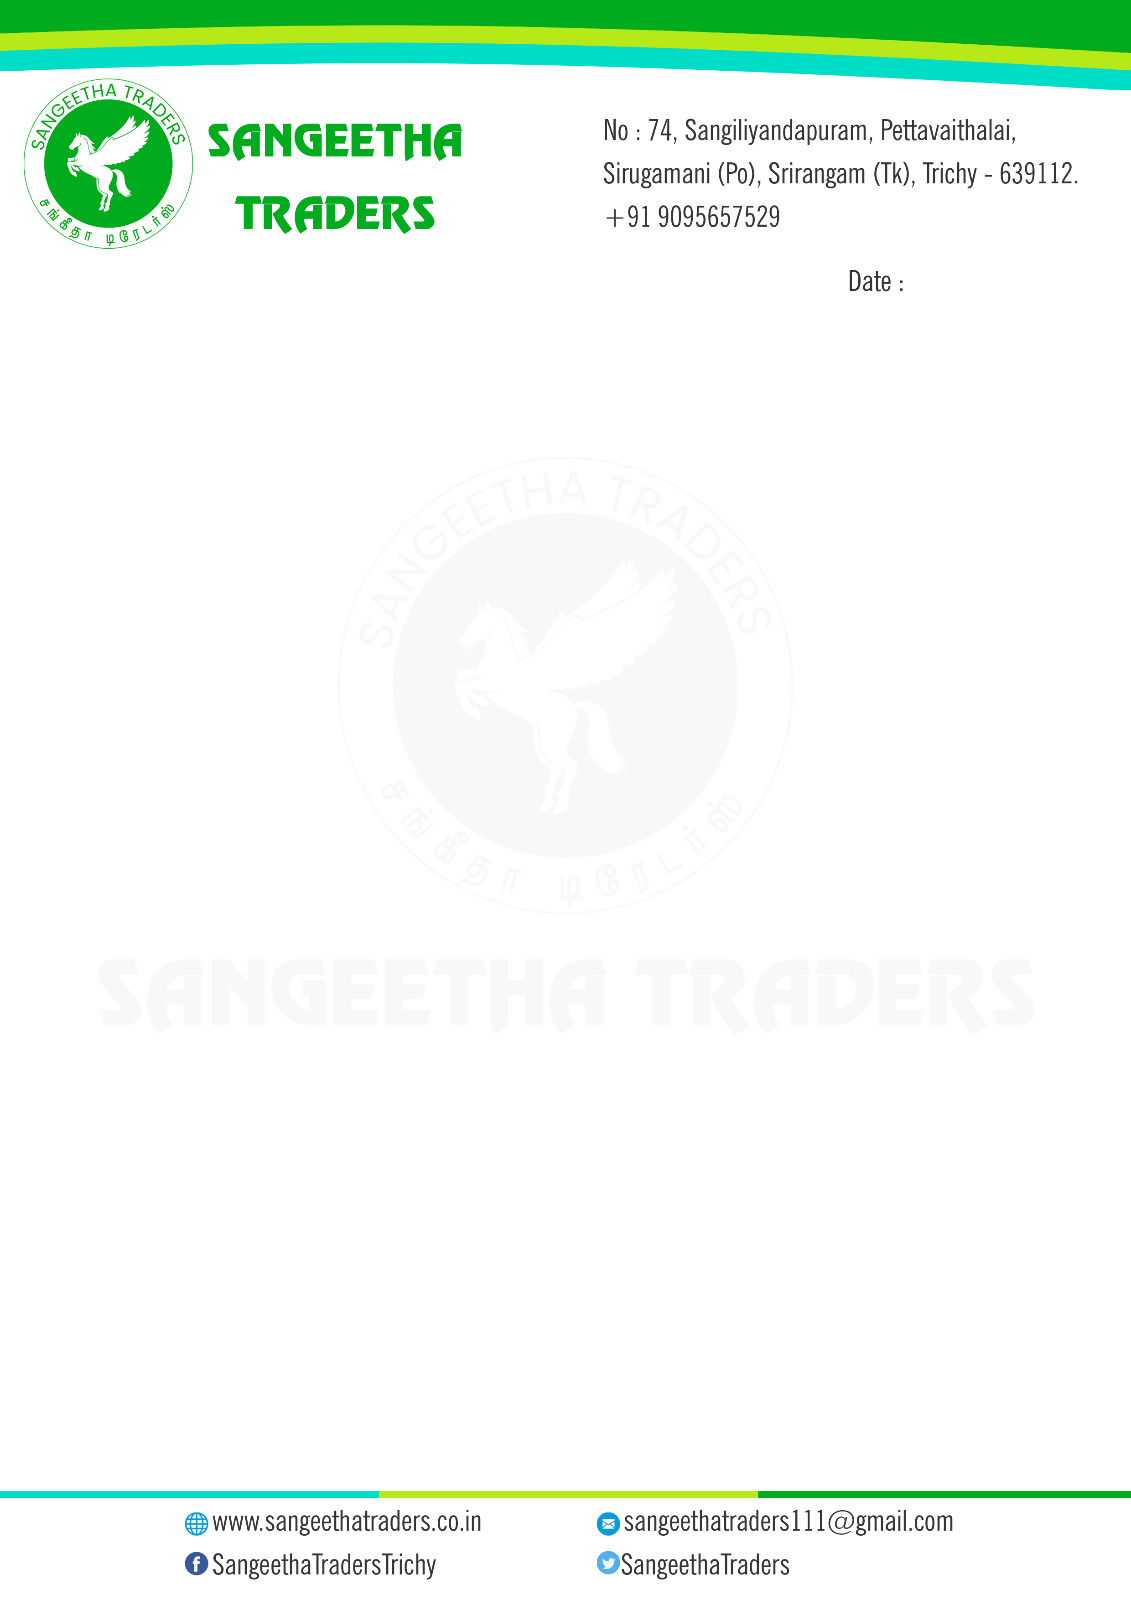 SANGEETHA TRADERS
சங்கீதா டிரேடர்ஸ்
SANGEETHA
TRADERS
No : 74, Sangiliyandapuram, Pettavaithalai,
Sirugamani (Po), Srirangam (Tk), Trichy - 639112.
+91 9095657529
Date :
SANGEETHA TRADERS
சங்கீதா டிரேடர்ஸ்
SANGEETHA TRADERS
www.sangeethatraders.co.in
sangeethatraders111@gmail.com
SangeethaTradersTrichy
SangeethaTraders